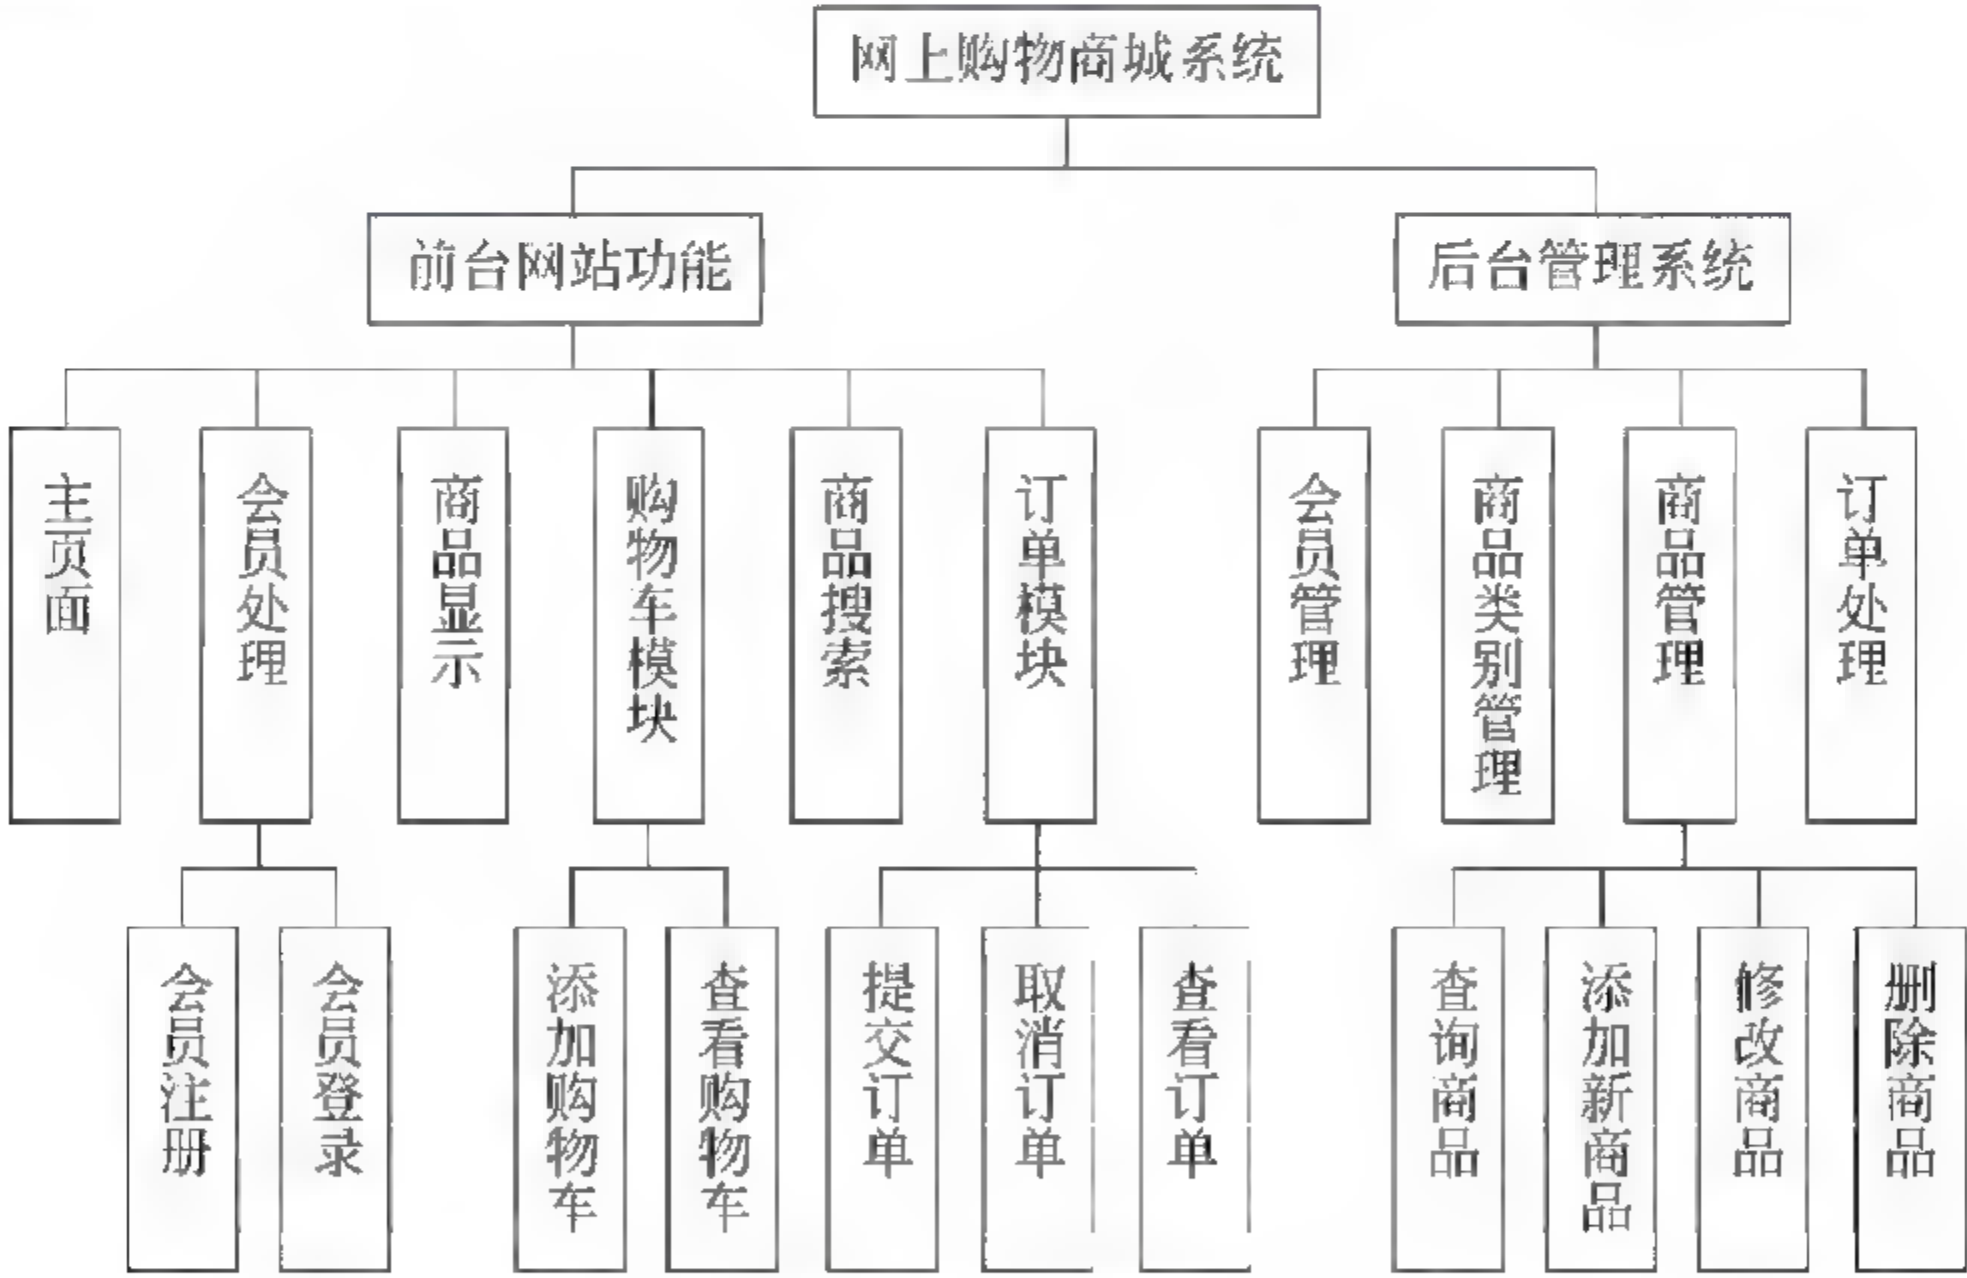 网上购物商城系统
前台网站功能
后台管理系统
主页面
会员处理
商品显示
购物车模块
商品搜索
订单模块
会员管理
商品类别管理
商品管理
订单处理
会员注册
会员登录
添加购物车
查看购物车
提交订单
取消订单
查看订单
查询商品
添加新商品
修改商品
删除商品